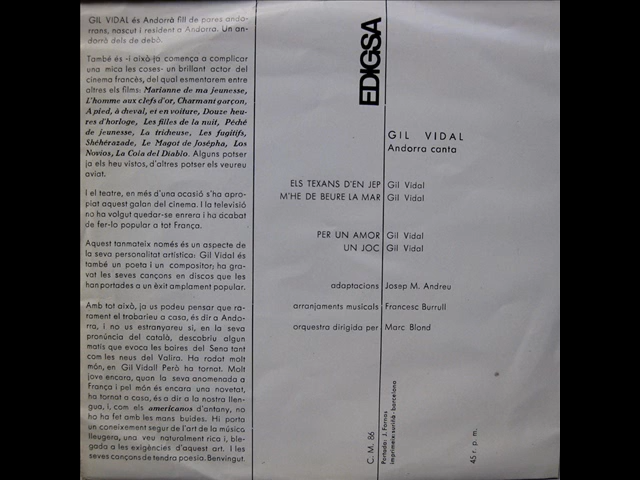 GIL VIDAL és Andorrà fill de pares ando-
rrans, nascut i resident a Andorra. Un an-
dorrà dels de debò.
També és -i això ja comença a complicar
una mica les coses- un brillant actor del
cinema francès, del qual esmentarem entre
altres els films: Marianne de ma jeunesse,
L'homme aux clefs d'or, Charmant garçon,
A pied, à cheval, et en voiture, Douze heu-
res d'horloge, Les filles de la nuit, Péché
de jeunesse, La tricheuse, Les fugitifs,
Shéhérazade, Le Magot de Josépha, Los
Novios, La Coia del Diablo. Alguns potser
ja els heu vistos, d'altres potser els veureu
aviat.
I el teatre, en més d'una ocasió s'ha apro-
piat aquest galan del cinema. I la televisió
no ha volgut quedar-se enrera i ha acabat
de fer-lo popular a tot França.
Aquest tanmateix només és un aspecte de
la seva personalitat artística: Gil Vidal és
també un poeta i un compositor; ha gra-
vat les seves cançons en discos que les
han portades a un èxit amplament popular.
Amb tot això, ja us podeu pensar que ra-
rament el trobarieu a casa, és dir a Ando-
rra, i no us estranyareu si, en la seva
pronúncia del català, descobriu algun
matis que evoca les boires del Sena tant
com les neus del Valira. Ha rodat molt
món, en Gil Vidal! Però ha tornat. Molt
jove encara, quan la seva anomenada a
França i pel món és encara una novetat,
ha tornat a casa, és a dir a la nostra llen-
gua, i, com els americanos d'antany, no
ho ha fet amb les mans buides. Hi porta
un coneixement segur de l'art de la música
lleugera, una veu naturalment rica i, ble-
gada a les exigències d'aquest art. I les
seves cançons de tendra poesia. Benvingut.
EDIGSA
GIL VIDAL
Andorra canta
ELS TEXANS D'EN JEP Gil Vidal
M'HE DE BEURE LA MAR Gil Vidal
PER UN AMOR Gil Vidal
UN JOC Gil Vidal
adaptacions Josep M. Andreu
arranjaments musicals Francesc Burrull
orquestra dirigida per Marc Blond
C. M. 86
Portada: J. Fornas
imprimeix: saridà - barcelona
45 r. p. m.